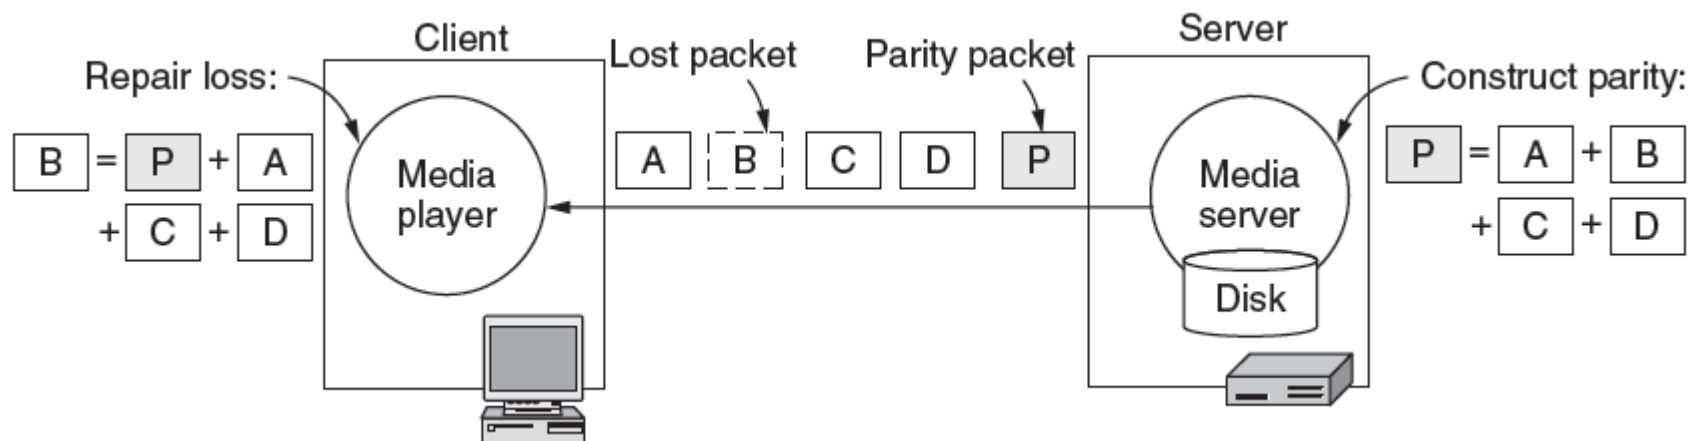 Client
Server
Repair loss:
Lost packet
Parity packet
Construct parity:
B = P + A
+ C + D
Media
player
A B C D P
Media
server
Disk
P = A + B
+ C + D